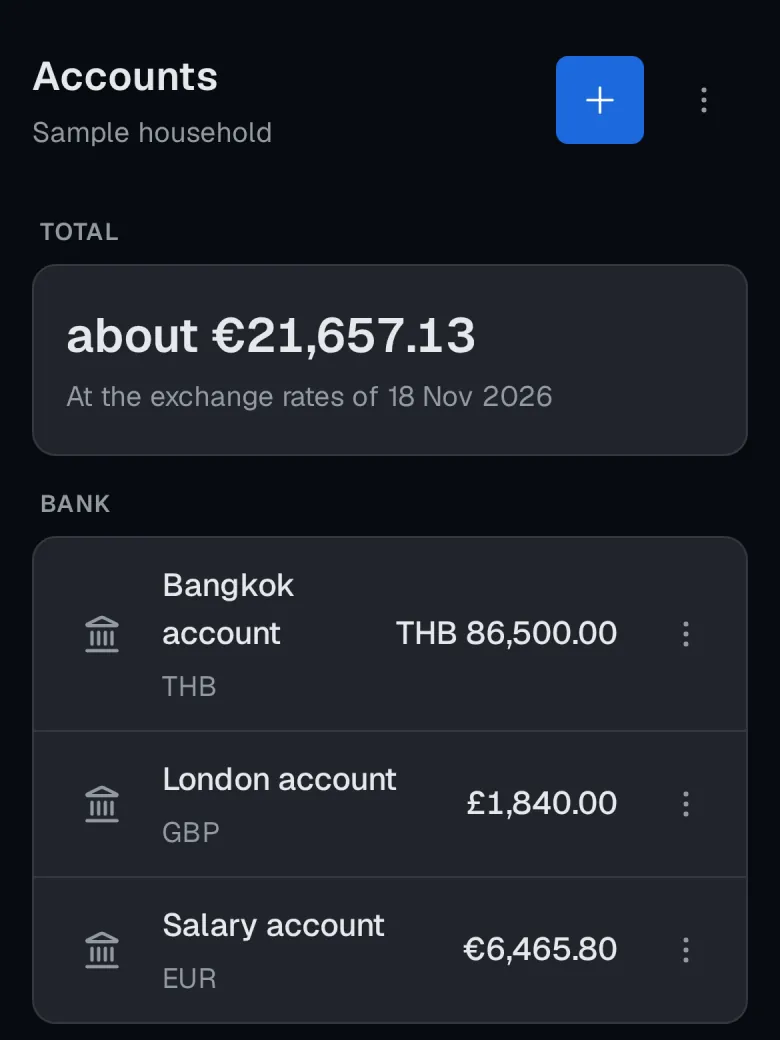 Accounts
Sample household
TOTAL
about €21,657.13
At the exchange rates of 18 Nov 2026
BANK
Bangkok
account
THB 86,500.00
THB
London account
£1,840.00
GBP
Salary account
€6,465.80
EUR